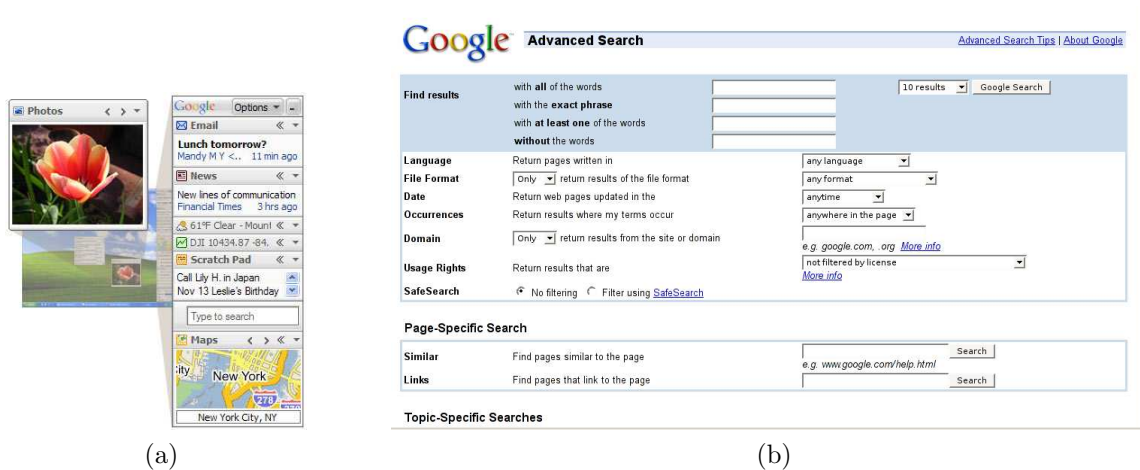 Photos
Google Options
Email
Lunch tomorrow?
Mandy M Y <.. 11 min ago
News
New lines of communication
Financial Times 3 hrs ago
61°F Clear - Mount
DJI 10434.87 -84.
Scratch Pad
Call Lily H. in Japan
Nov 13 Leslie's Birthday
Type to search
Maps
ity
New York
278
New York City, NY
(a)
Google Advanced Search Advanced Search Tips | About Google
Find results with all of the words 10 results Google Search
with the exact phrase
with at least one of the words
without the words
Language Return pages written in any language
File Format Only return results of the file format any format
Date Return web pages updated in the anytime
Occurrences Return results where my terms occur anywhere in the page
Domain Only return results from the site or domain
e.g. google.com, .org More info
Usage Rights Return results that are not filtered by license
More info
SafeSearch No filtering Filter using SafeSearch
Page-Specific Search
Similar Find pages similar to the page Search
e.g. www.google.com/help.html
Links Find pages that link to the page Search
Topic-Specific Searches
(b)